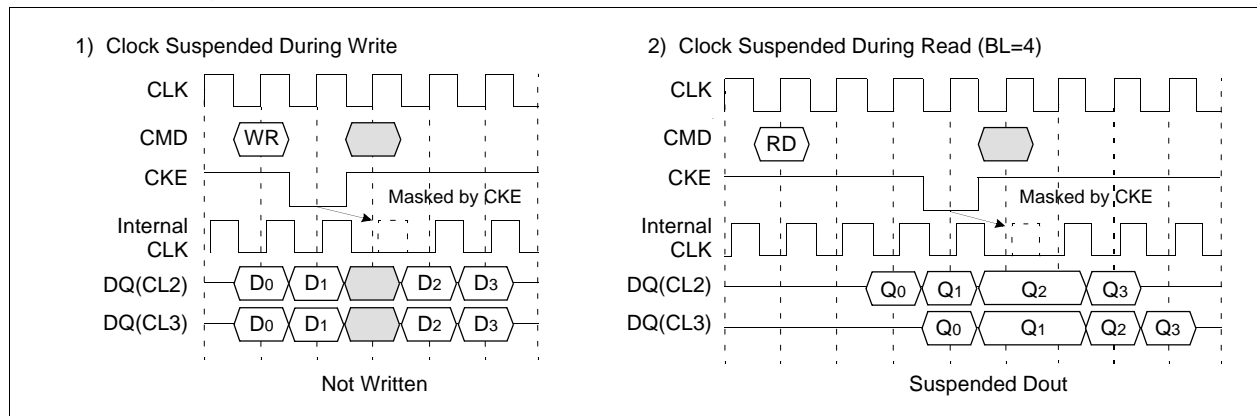 1) Clock Suspended During Write
CLK
CMD
WR
CKE
Masked by CKE
Internal
CLK
DQ(CL2)
D0 D1 D2 D3
DQ(CL3)
D0 D1 D2 D3
Not Written
2) Clock Suspended During Read (BL=4)
CLK
CMD
RD
CKE
Masked by CKE
Internal
CLK
DQ(CL2)
Q0 Q1 Q2 Q3
DQ(CL3)
Q0 Q1 Q2 Q3
Suspended Dout